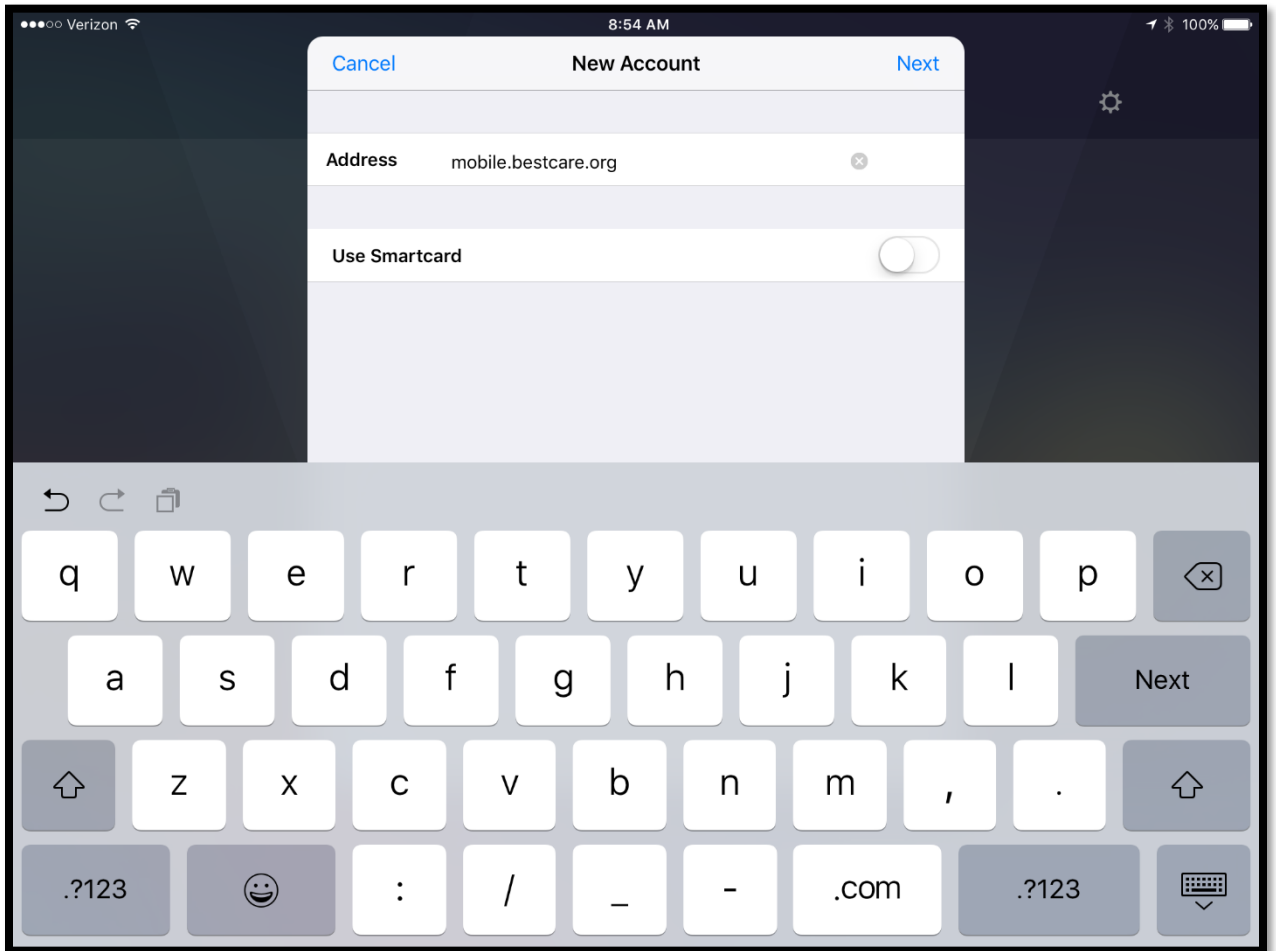 Verizon 8:54 AM 100%
Cancel New Account Next
Address mobile.bestcare.org
Use Smartcard
q w e r t y u i o p
a s d f g h j k l Next
z x c v b n m , .
.?123 : / _ - .com .?123